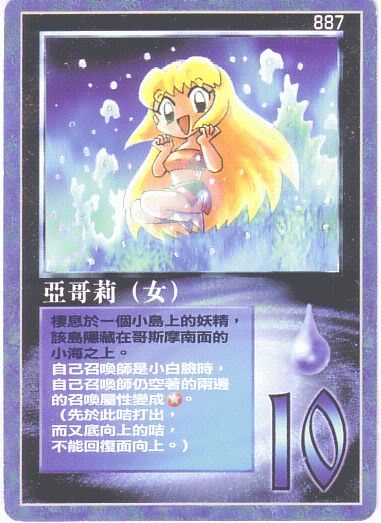 887
亞哥莉（女）
棲息於一個小島上的妖精，
該島隱藏在哥斯摩南面的
小海之上。
自己召喚師是小白臉時，
自己召喚師仍空著的兩邊
的召喚屬性變成★。
（先於此咭打出，
而又底向上的咭，
不能回復面向上。）
10